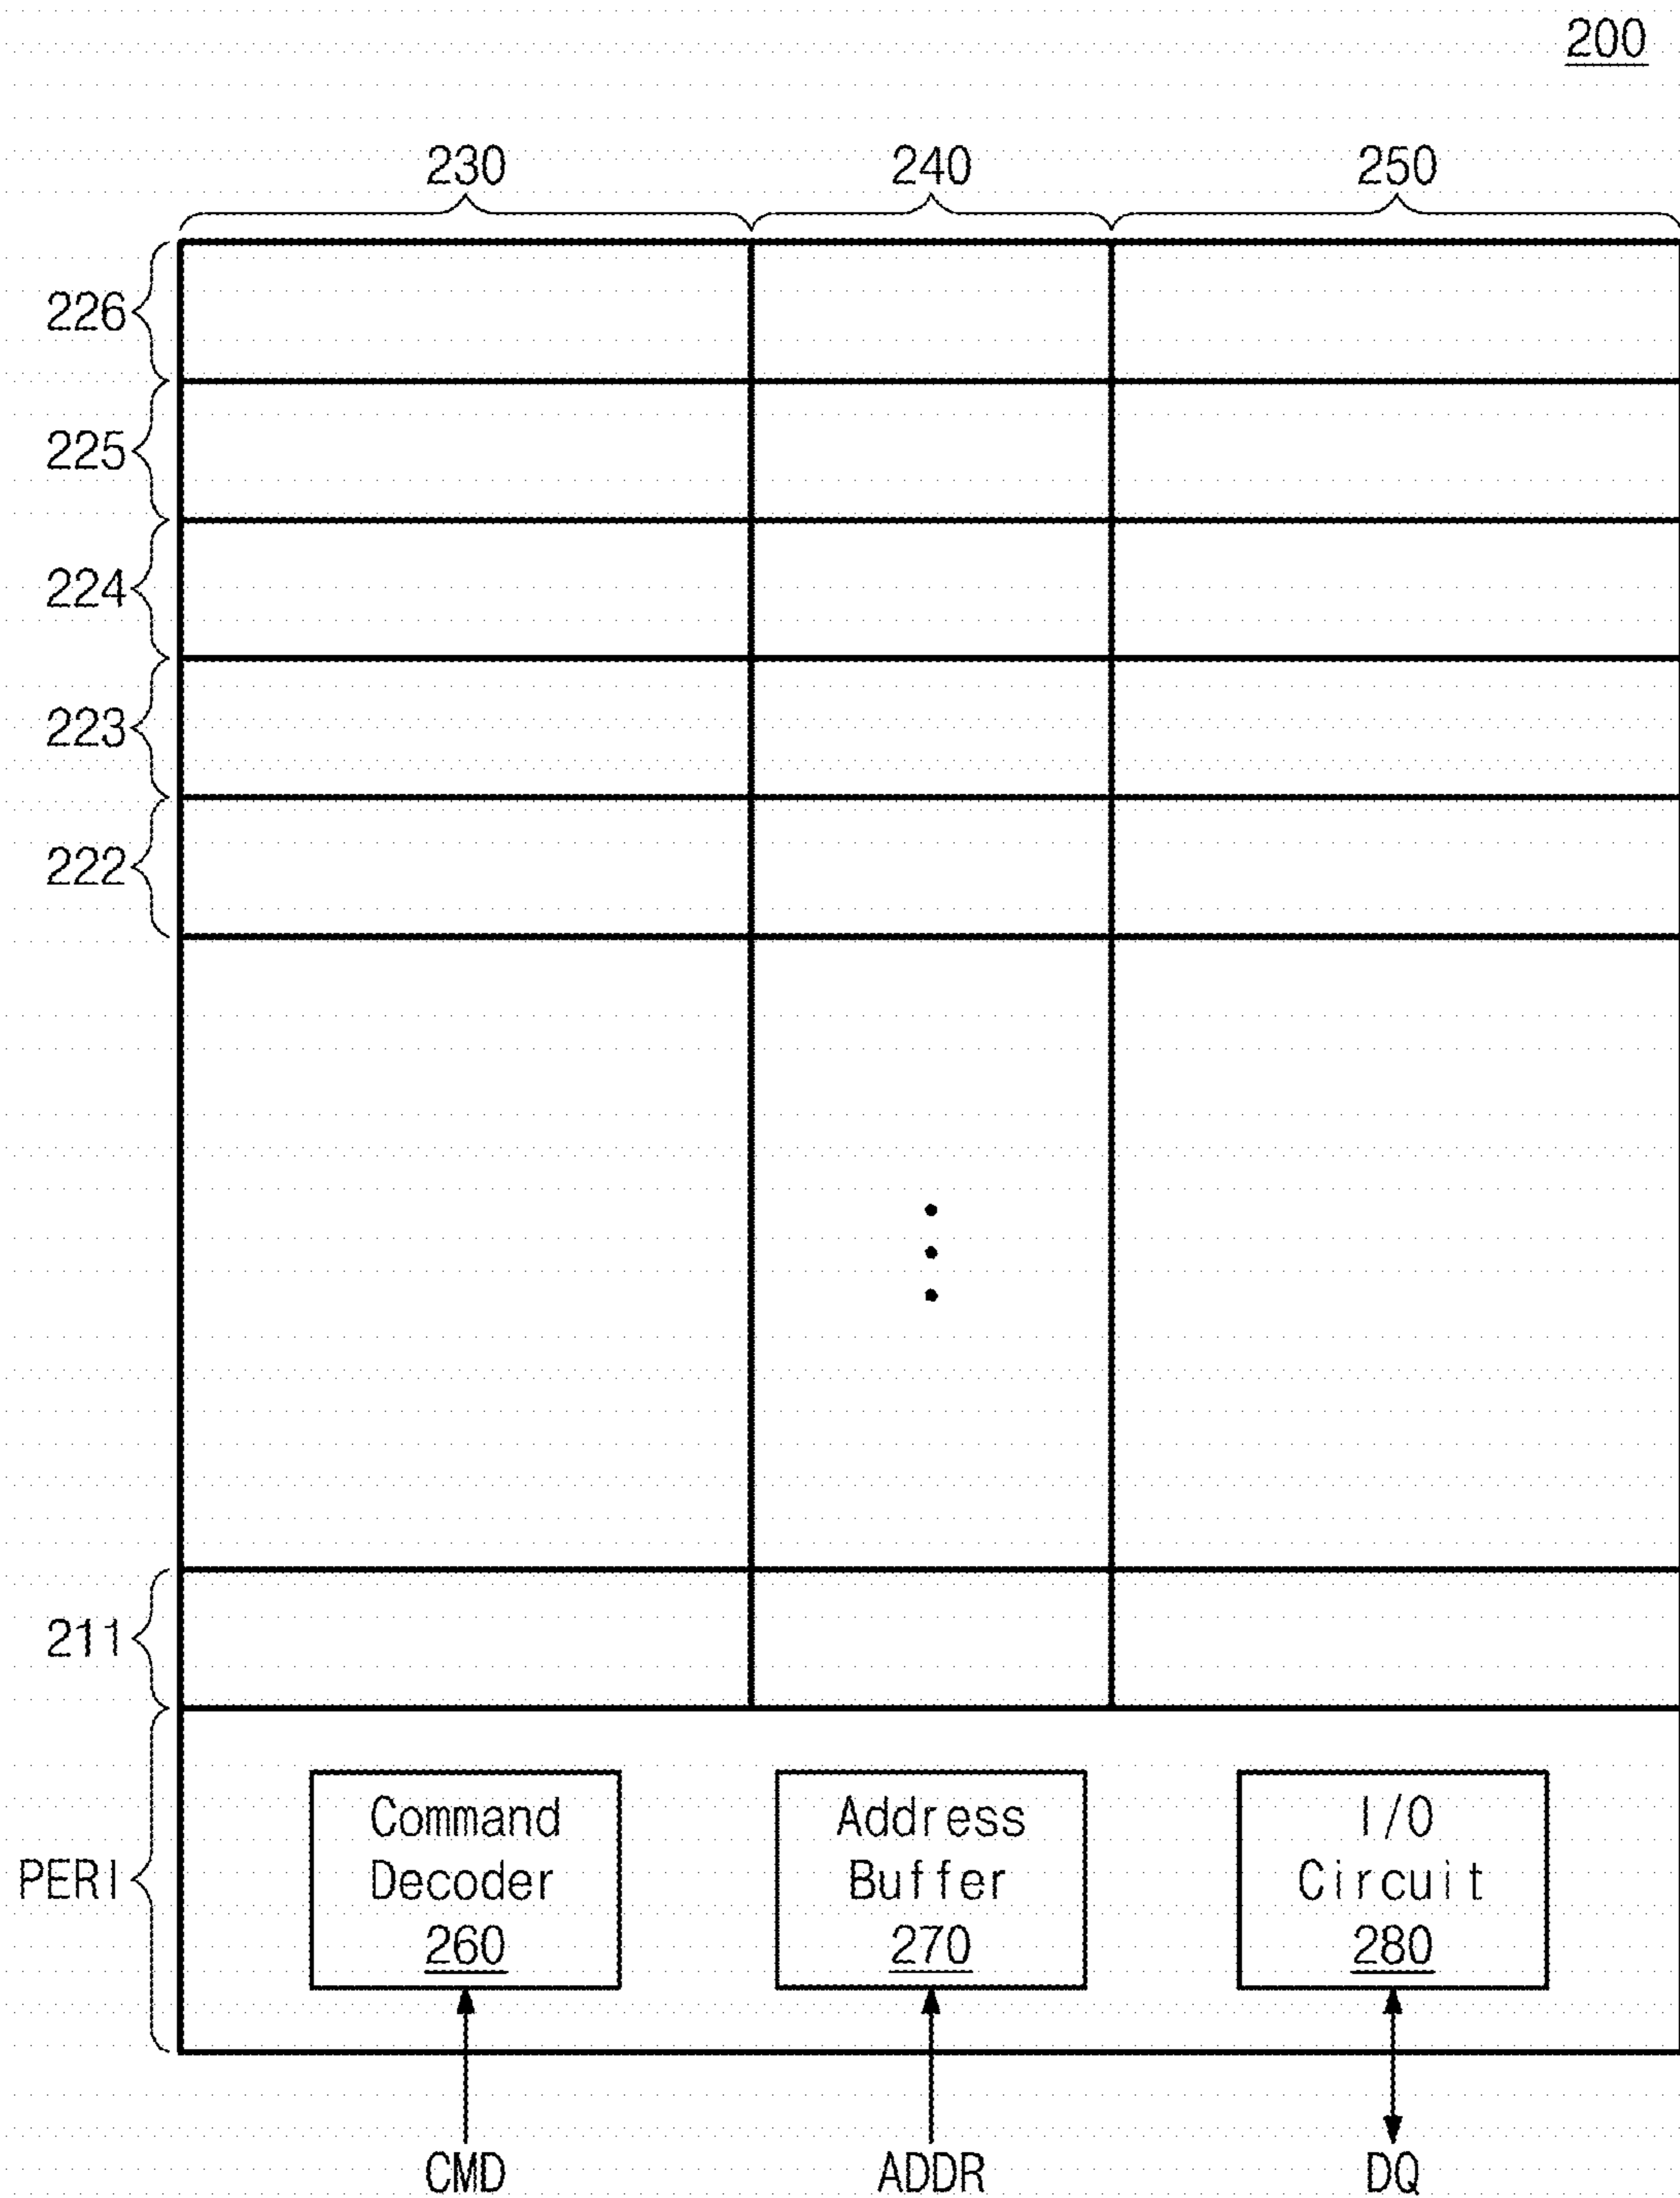 200
230 240 250
226
225
224
223
222
211
PERI
Command
Decoder
260
Address
Buffer
270
I/O
Circuit
280
CMD ADDR DQ